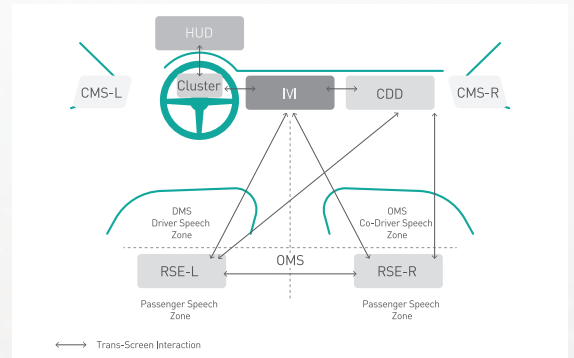 HUD
CMS-L
Cluster
IVI
CDD
CMS-R
DMS
Driver Speech
Zone
OMS
Co-Driver Speech
Zone
OMS
RSE-L
RSE-R
Passenger Speech
Zone
Passenger Speech
Zone
Trans-Screen Interaction